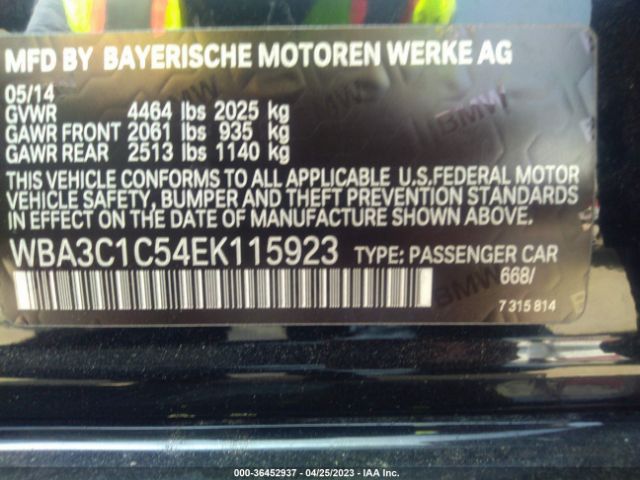 MFD BY BAYERISCHE MOTOREN WERKE AG
05/14
GVWR 4464 lbs 2025 kg
GAWR FRONT 2061 lbs 935 kg
GAWR REAR 2513 lbs 1140 kg
THIS VEHICLE CONFORMS TO ALL APPLICABLE U.S.FEDERAL MOTOR
VEHICLE SAFETY, BUMPER AND THEFT PREVENTION STANDARDS
IN EFFECT ON THE DATE OF MANUFACTURE SHOWN ABOVE.
WBA3C1C54EK115923 TYPE: PASSENGER CAR
668/
7 315 814
BMW
BMW
BMW
000-36452937 - 04/25/2023 - IAA Inc.